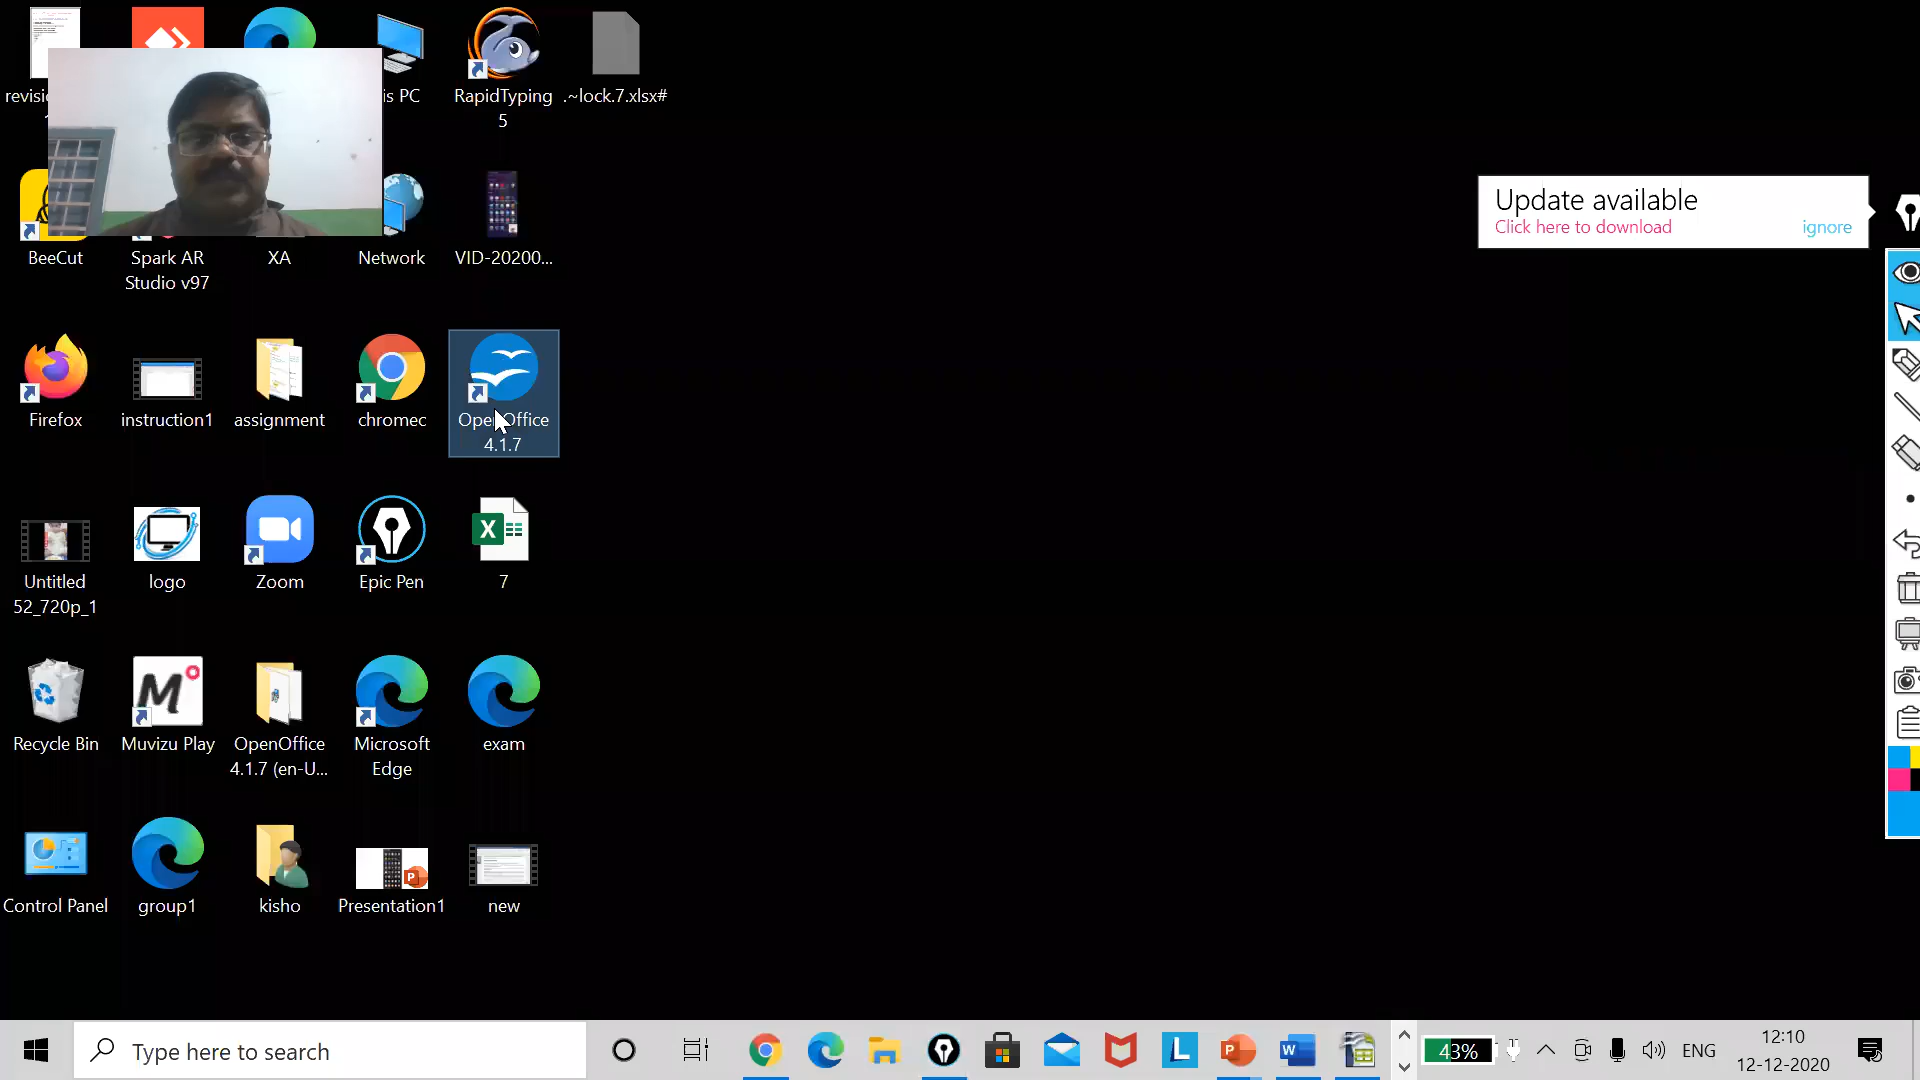 revisi
is PC
RapidTyping
5
.~lock.7.xlsx#
BeeCut
Spark AR
Studio v97
XA
Network
VID-20200...
Update available
Click here to download
ignore
Firefox
instruction1
assignment
chromec
OpenOffice
4.1.7
Untitled
52_720p_1
logo
Zoom
Epic Pen
7
Recycle Bin
Muvizu Play
OpenOffice
4.1.7 (en-U...
Microsoft
Edge
exam
Control Panel
group1
kisho
Presentation1
new
Type here to search
43%
ENG
12:10
12-12-2020